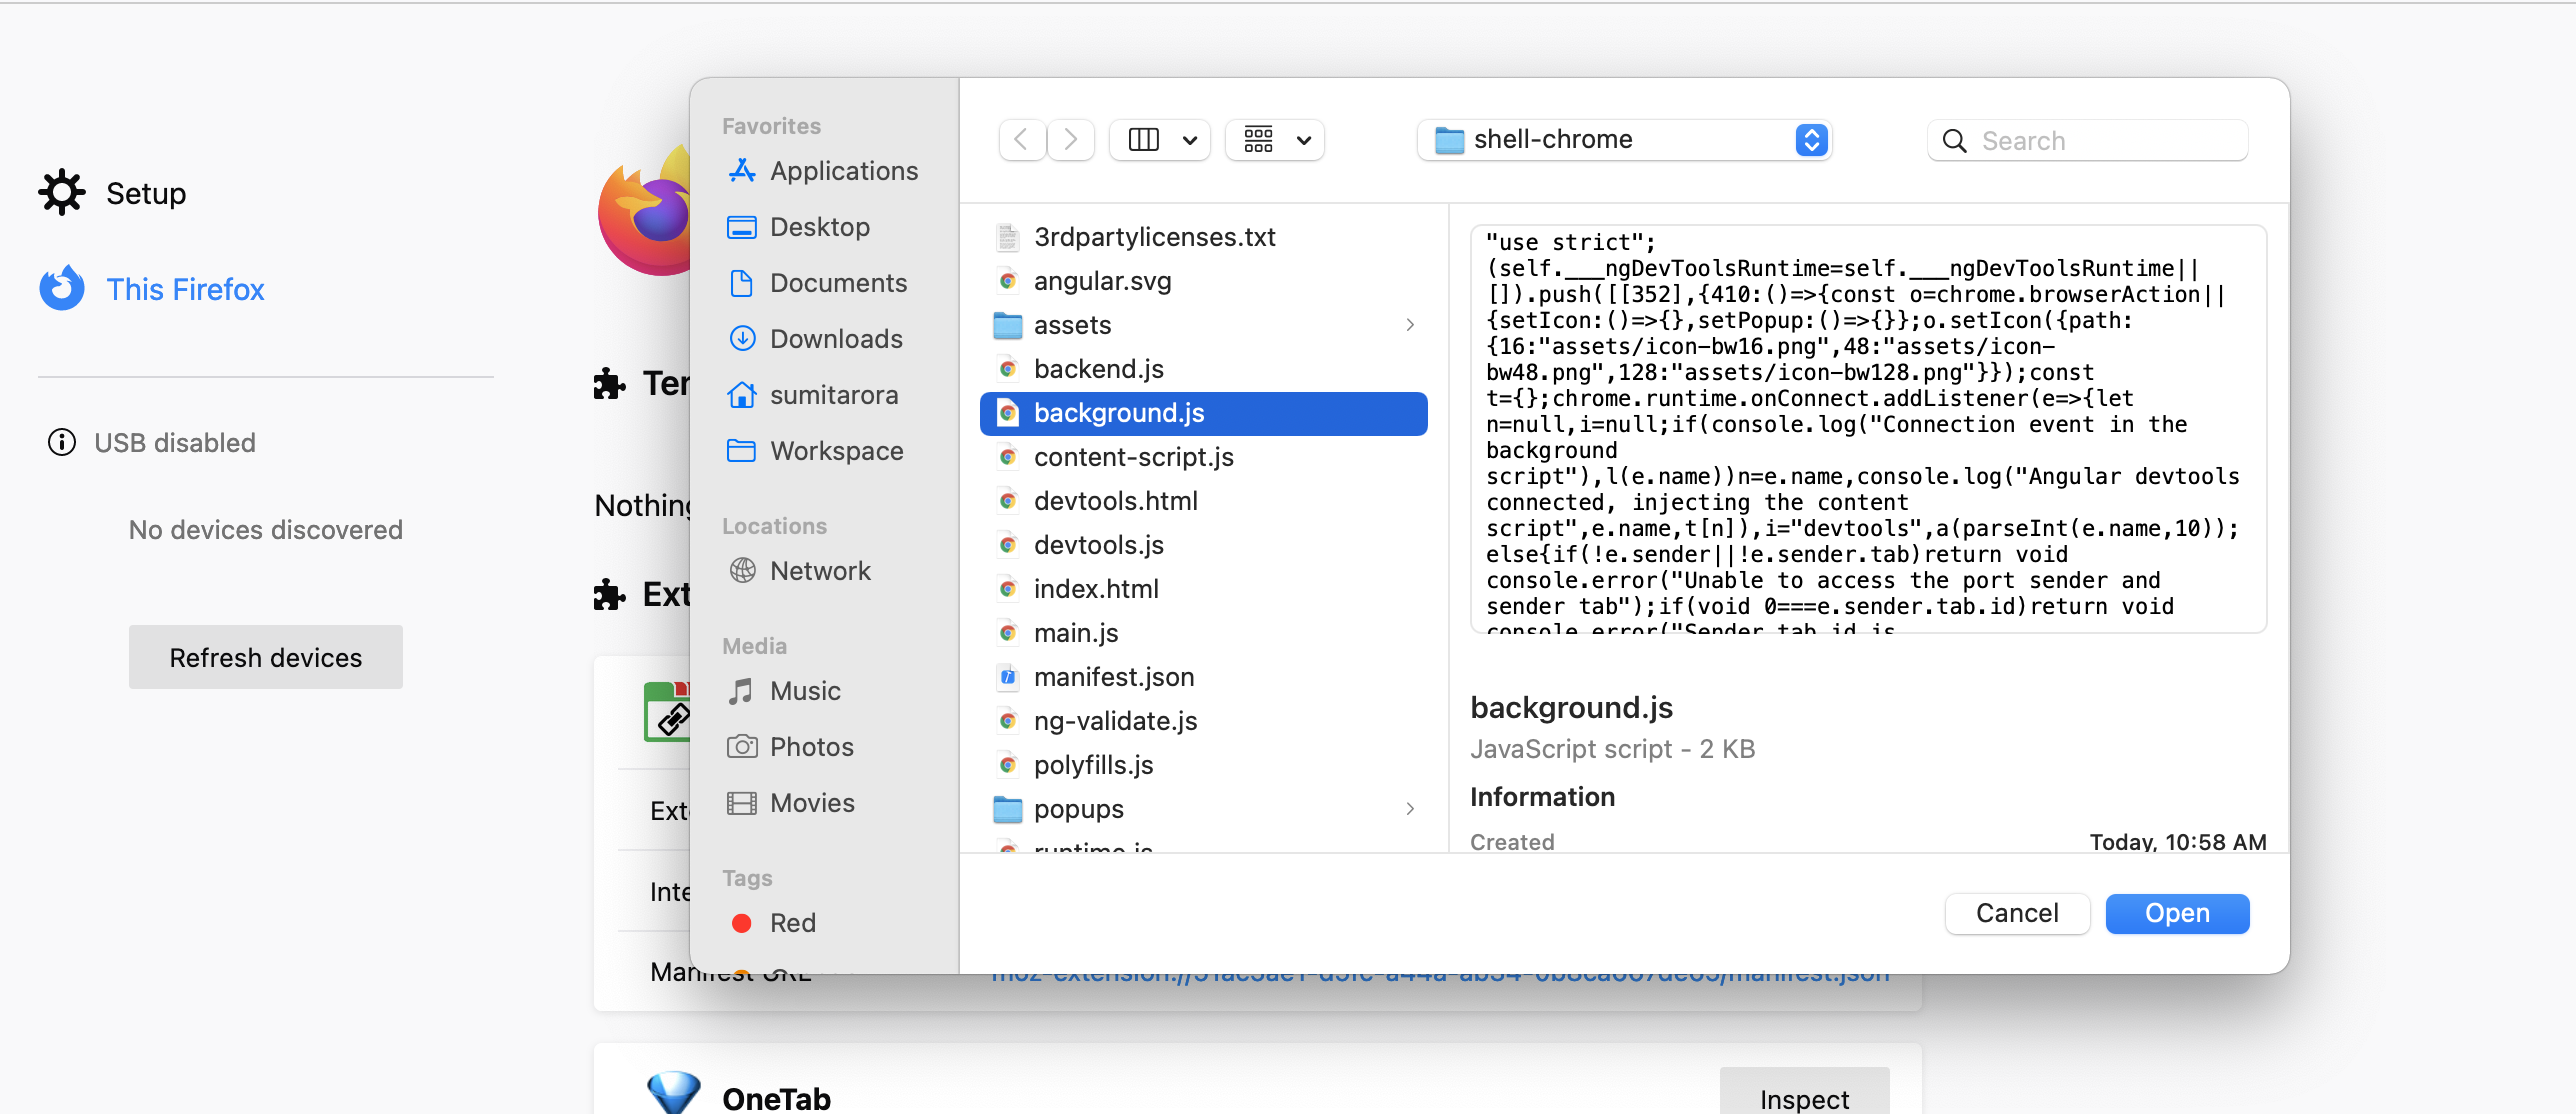 Setup
This Firefox
USB disabled
No devices discovered
Refresh devices
Nothing
Favorites
Applications
Desktop
Documents
Downloads
sumitarora
Workspace
Locations
Network
Media
Music
Photos
Movies
Tags
Red
shell-chrome
Search
3rdpartylicenses.txt
angular.svg
assets
backend.js
background.js
content-script.js
devtools.html
devtools.js
index.html
main.js
manifest.json
ng-validate.js
polyfills.js
popups
runtime.js
"use strict";
(self.___ngDevToolsRuntime=self.___ngDevToolsRuntime||
[]).push([[352],{410:()=>{const o=chrome.browserAction||
{setIcon:()=>{},setPopup:()=>{}};o.setIcon({path:
{16:"assets/icon-bw16.png",48:"assets/icon-
bw48.png",128:"assets/icon-bw128.png"}});const
t={};chrome.runtime.onConnect.addListener(e=>{let
n=null,i=null;if(console.log("Connection event in the
background
script"),l(e.name))n=e.name,console.log("Angular devtools
connected, injecting the content
script",e.name,t[n]),i="devtools",a(parseInt(e.name,10));
else{if(!e.sender||!e.sender.tab)return void
console.error("Unable to access the port sender and
sender tab");if(void 0===e.sender.tab.id)return void
console.error("Sender tab id is
background.js
JavaScript script - 2 KB
Information
Created Today, 10:58 AM
Cancel
Open
Manifest URL
OneTab
Inspect